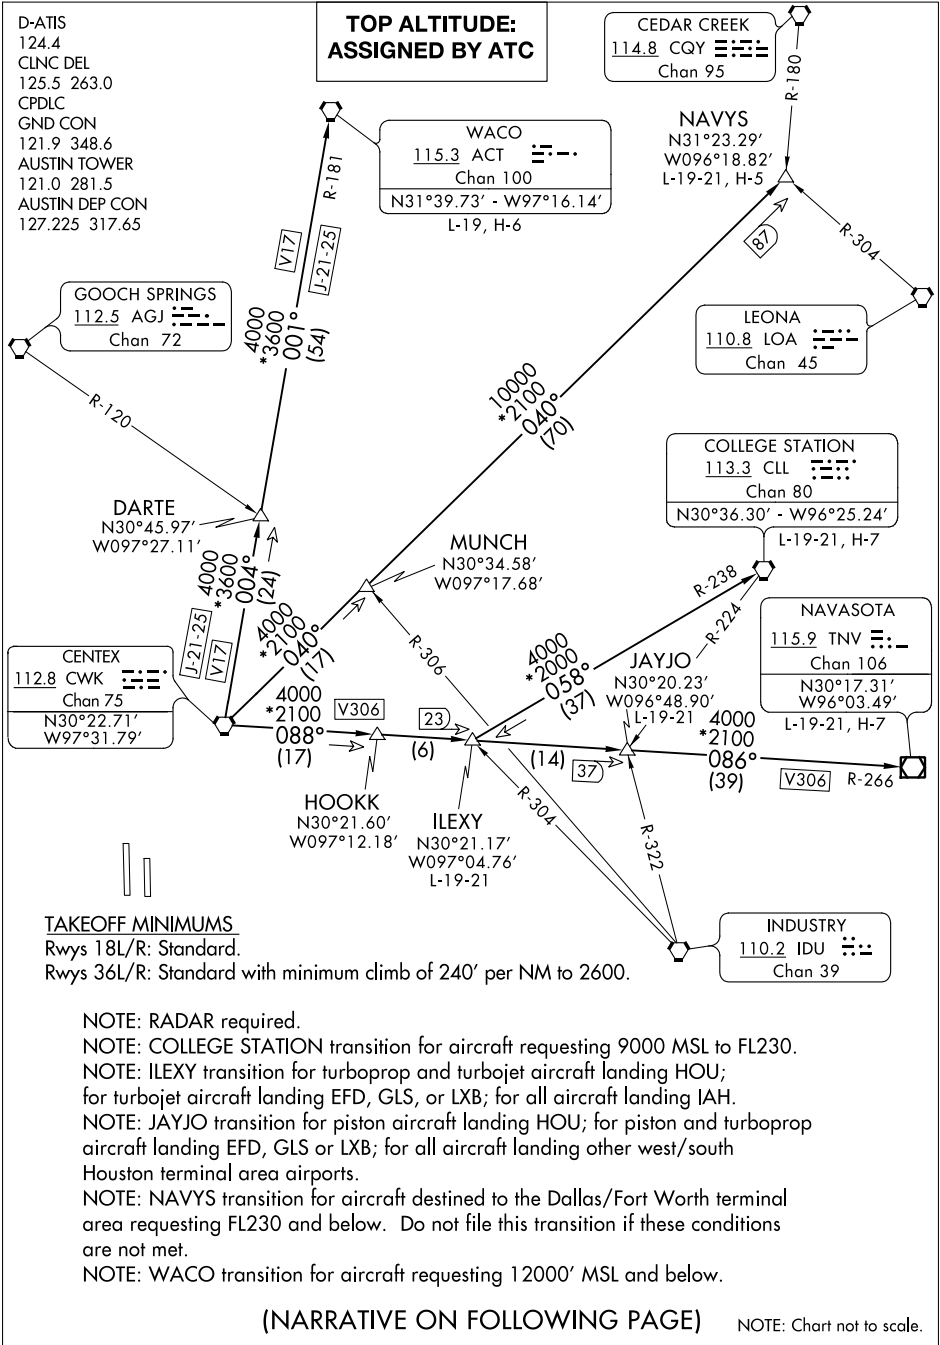 D-ATIS
124.4
CLNC DEL
125.5 263.0
CPDLC
GND CON
121.9 348.6
AUSTIN TOWER
121.0 281.5
AUSTIN DEP CON
127.225 317.65
TOP ALTITUDE:
ASSIGNED BY ATC
CEDAR CREEK
114.8 CQY
Chan 95
R-180
NAVYS
N31°23.29'
W096°18.82'
L-19-21, H-5
WACO
115.3 ACT
Chan 100
N31°39.73' - W97°16.14'
L-19, H-6
R-181
V17
J-21-25
4000
*3600
001°
(54)
87
R-304
LEONA
110.8 LOA
Chan 45
GOOCH SPRINGS
112.5 AGJ
Chan 72
R-120
10000
*2100
040°
(70)
DARTE
N30°45.97'
W097°27.11'
4000
*3600
004°
(24)
J-21-25
V17
MUNCH
N30°34.58'
W097°17.68'
4000
*2100
040°
(17)
R-306
COLLEGE STATION
113.3 CLL
Chan 80
N30°36.30' - W96°25.24'
L-19-21, H-7
R-238
R-224
4000
*2000
058°
(37)
NAVASOTA
115.9 TNV
Chan 106
N30°17.31'
W96°03.49'
L-19-21, H-7
JAYJO
N30°20.23'
W096°48.90'
L-19-21
CENTEX
112.8 CWK
Chan 75
N30°22.71'
W97°31.79'
4000
*2100
088°
(17)
V306
23
(6)
(14)
37
4000
*2100
086°
(39)
V306
R-266
HOOKK
N30°21.60'
W097°12.18'
ILEXY
N30°21.17'
W097°04.76'
L-19-21
R-304
R-322
INDUSTRY
110.2 IDU
Chan 39
TAKEOFF MINIMUMS
Rwys 18L/R: Standard.
Rwys 36L/R: Standard with minimum climb of 240' per NM to 2600.
NOTE: RADAR required.
NOTE: COLLEGE STATION transition for aircraft requesting 9000 MSL to FL230.
NOTE: ILEXY transition for turboprop and turbojet aircraft landing HOU;
for turbojet aircraft landing EFD, GLS, or LXB; for all aircraft landing IAH.
NOTE: JAYJO transition for piston aircraft landing HOU; for piston and turboprop
aircraft landing EFD, GLS or LXB; for all aircraft landing other west/south
Houston terminal area airports.
NOTE: NAVYS transition for aircraft destined to the Dallas/Fort Worth terminal
area requesting FL230 and below. Do not file this transition if these conditions
are not met.
NOTE: WACO transition for aircraft requesting 12000' MSL and below.
(NARRATIVE ON FOLLOWING PAGE)
NOTE: Chart not to scale.